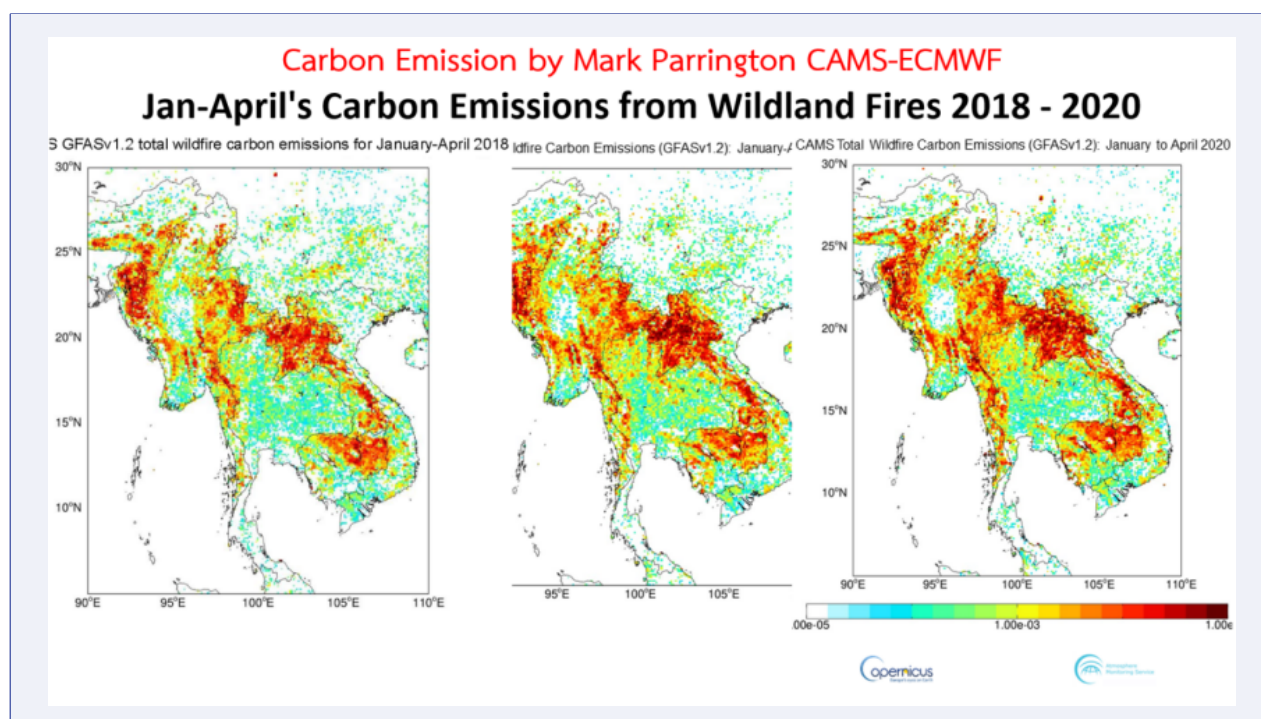 Carbon Emission by Mark Parrington CAMS-ECMWF
Jan-April's Carbon Emissions from Wildland Fires 2018 - 2020
S GFASv1.2 total wildfire carbon emissions for January-April 2018
ldfire Carbon Emissions (GFASv1.2): January-A
CAMS Total Wildfire Carbon Emissions (GFASv1.2): January to April 2020
30°N
25°N
20°N
15°N
10°N
90°E 95°E 100°E 105°E 110°E
95°E 100°E 105°E
30°N
25°N
20°N
15°N
10°N
90°E 95°E 100°E 105°E 110°E
.00e-05 1.00e-03 1.00e
Copernicus
Atmosphere
Monitoring Service